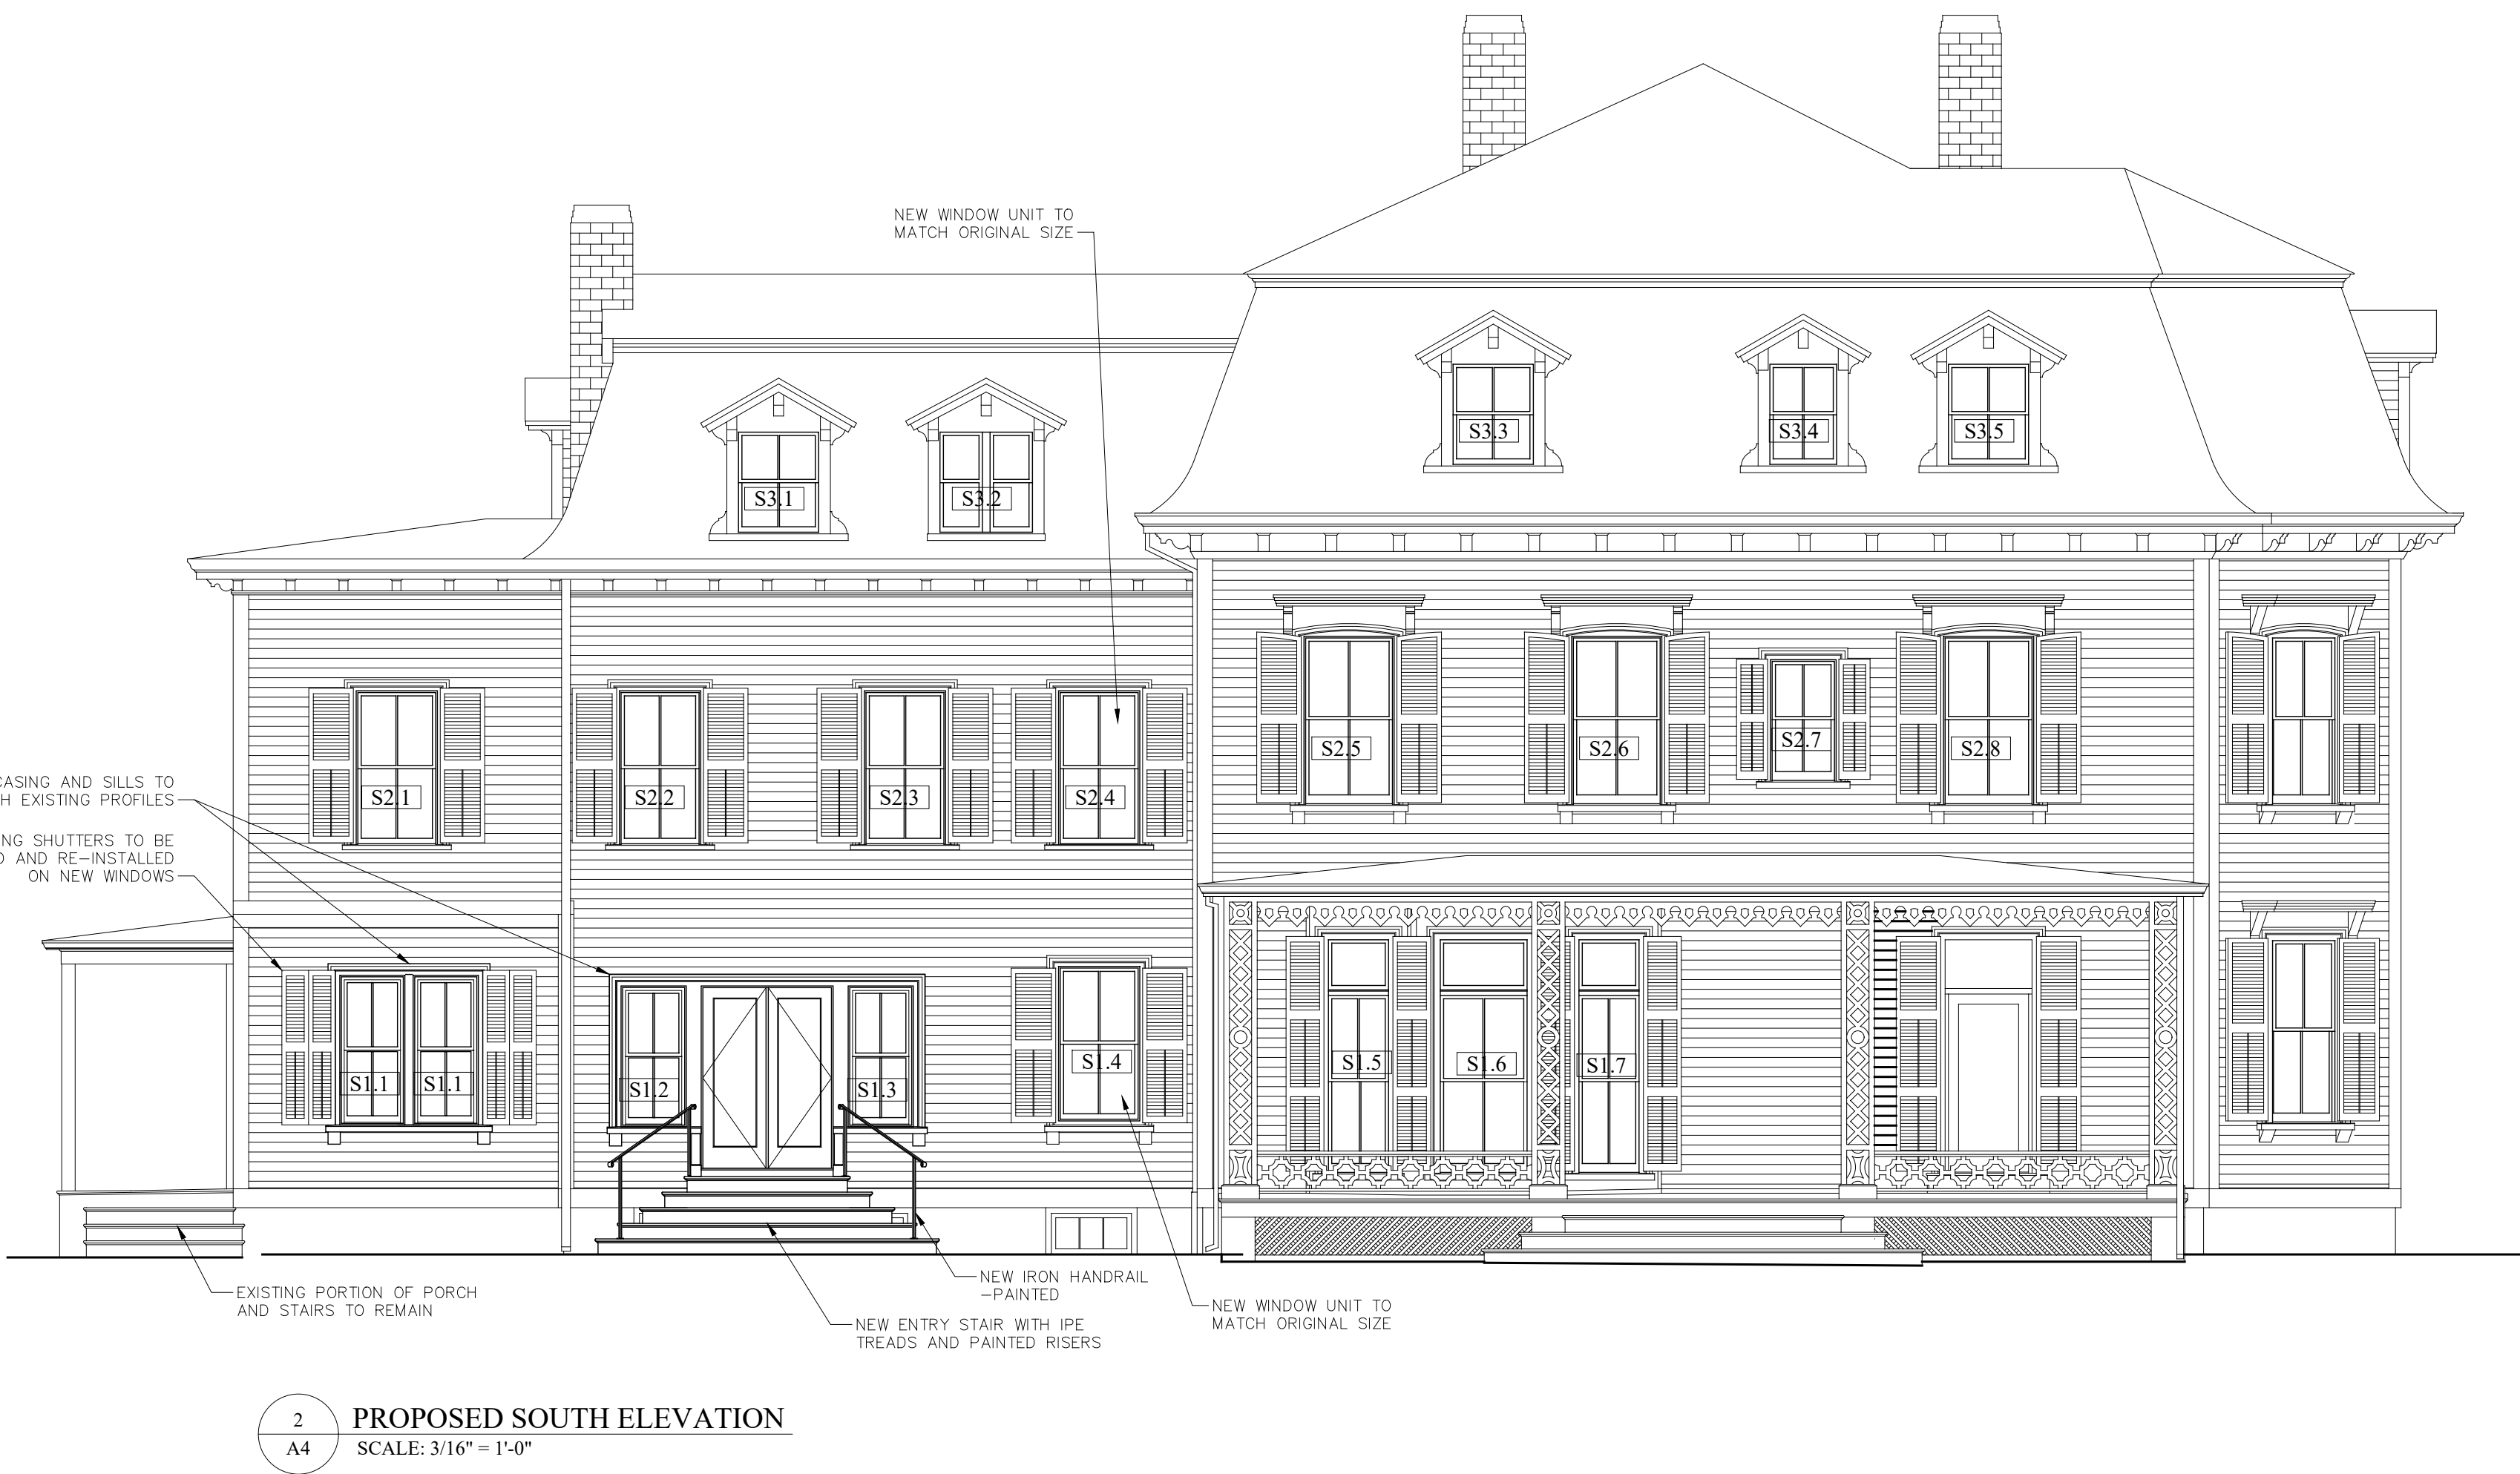 NEW WINDOW UNIT TO
MATCH ORIGINAL SIZE
S3.3
S3.4
S3.5
S3.1
S3.2
S2.5
S2.6
S2.7
S2.8
CASING AND SILLS TO
EXISTING PROFILES
S2.1
S2.2
S2.3
S2.4
SHUTTERS TO BE
AND RE-INSTALLED
ON NEW WINDOWS
S1.1
S1.1
S1.2
S1.3
S1.4
S1.5
S1.6
S1.7
EXISTING PORTION OF PORCH
AND STAIRS TO REMAIN
NEW IRON HANDRAIL
-PAINTED
NEW ENTRY STAIR WITH IPE
TREADS AND PAINTED RISERS
NEW WINDOW UNIT TO
MATCH ORIGINAL SIZE
2
A4
PROPOSED SOUTH ELEVATION
SCALE: 3/16" = 1'-0"